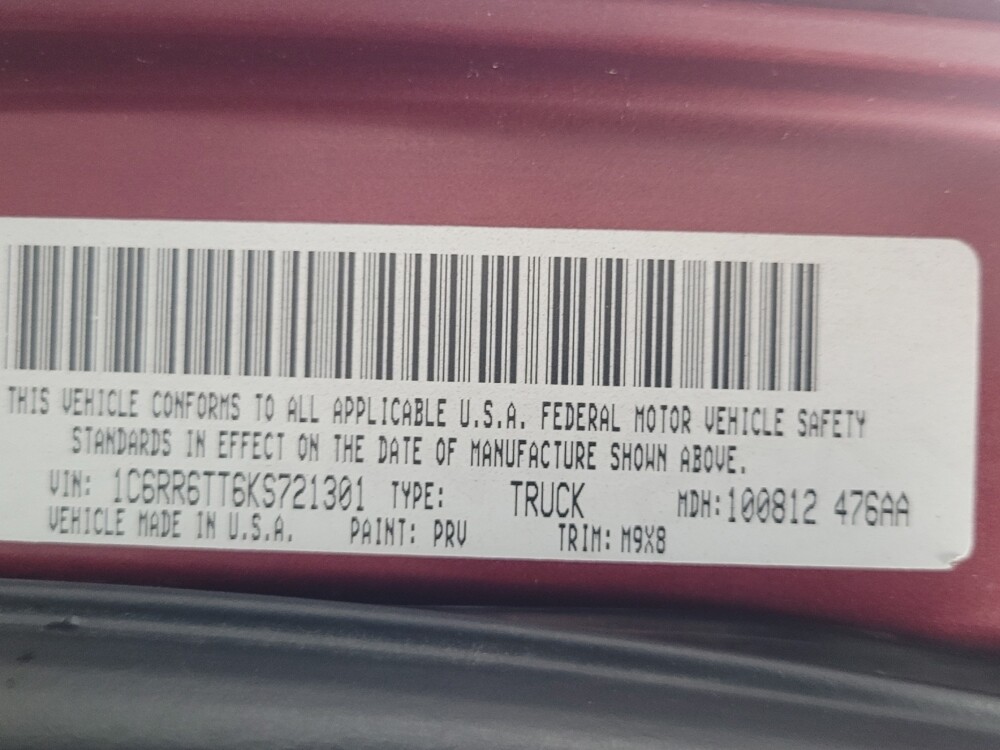 THIS VEHICLE CONFORMS TO ALL APPLICABLE U.S.A. FEDERAL MOTOR VEHICLE SAFETY
STANDARDS IN EFFECT ON THE DATE OF MANUFACTURE SHOWN ABOVE.
VIN: 1C6RR6TT6KS721301 TYPE: TRUCK MDH: 100812 476AA
VEHICLE MADE IN U.S.A. PAINT: PRV TRIM: M9X8